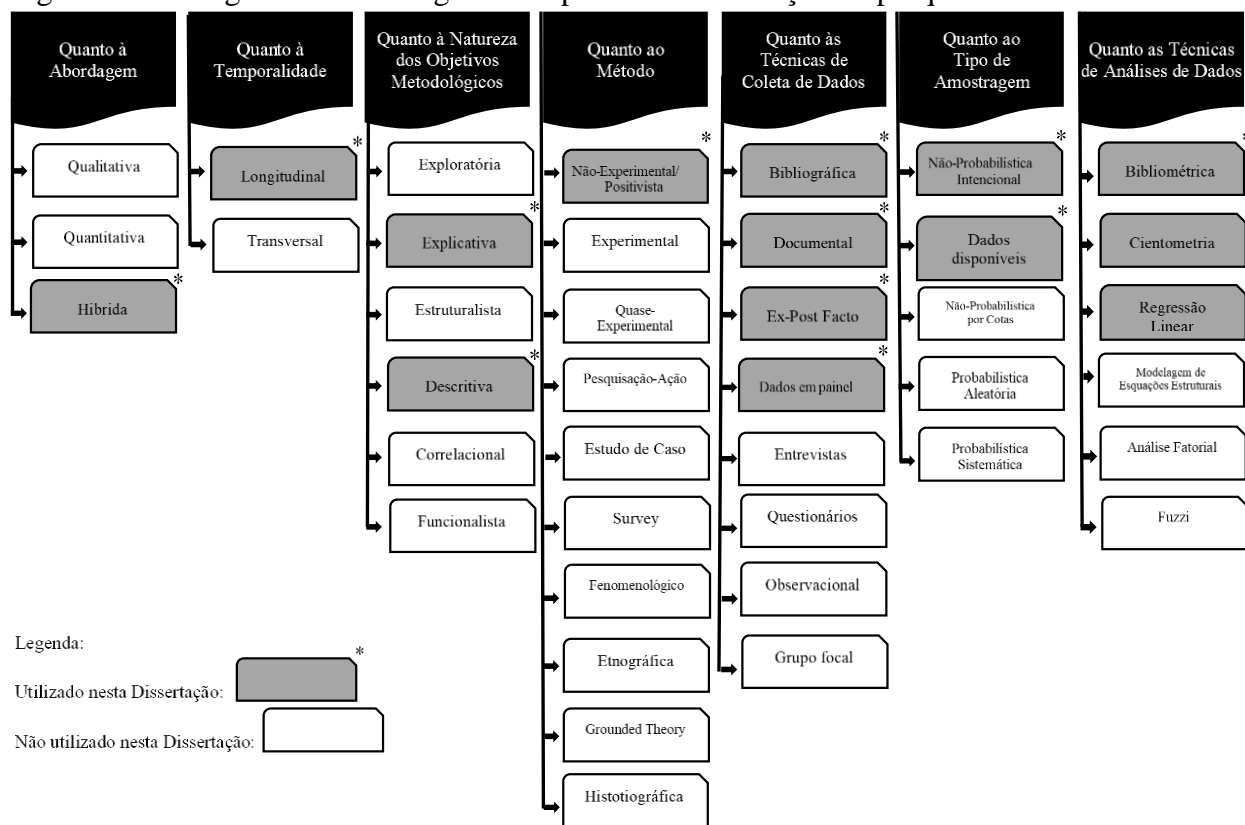 Quanto à
Abordagem
Qualitativa
Quantitativa
Hibrida
*
Quanto à
Temporalidade
*
Longitudinal
Transversal
Quanto à Natureza
dos Objetivos
Metodológicos
Exploratória
*
Explicativa
Estruturalista
*
Descritiva
Correlacional
Funcionalista
Quanto ao
Método
*
Não-Experimental/
Positivista
Experimental
Quase-
Experimental
Pesquisação-Ação
Estudo de Caso
Survey
Fenomenológico
Etnográfica
Grounded Theory
Histotiográfica
Quanto às
Técnicas de
Coleta de Dados
*
Bibliográfica
*
Documental
*
Ex-Post Facto
*
Dados em painel
Entrevistas
Questionários
Observacional
Grupo focal
Quanto ao
Tipo de
Amostragem
*
Não-Probabilística
Intencional
*
Dados
disponíveis
Não-Probabilistica
por Cotas
Probabilistica
Aleatória
Probabilística
Sistemática
Quanto as Técnicas
de Análises de Dados
Bibliométrica
Cientometria
Regressão
Linear
Modelagem de
Esquações Estruturais
Análise Fatorial
Fuzzi
Legenda:
*
Utilizado nesta Dissertação:
Não utilizado nesta Dissertação: